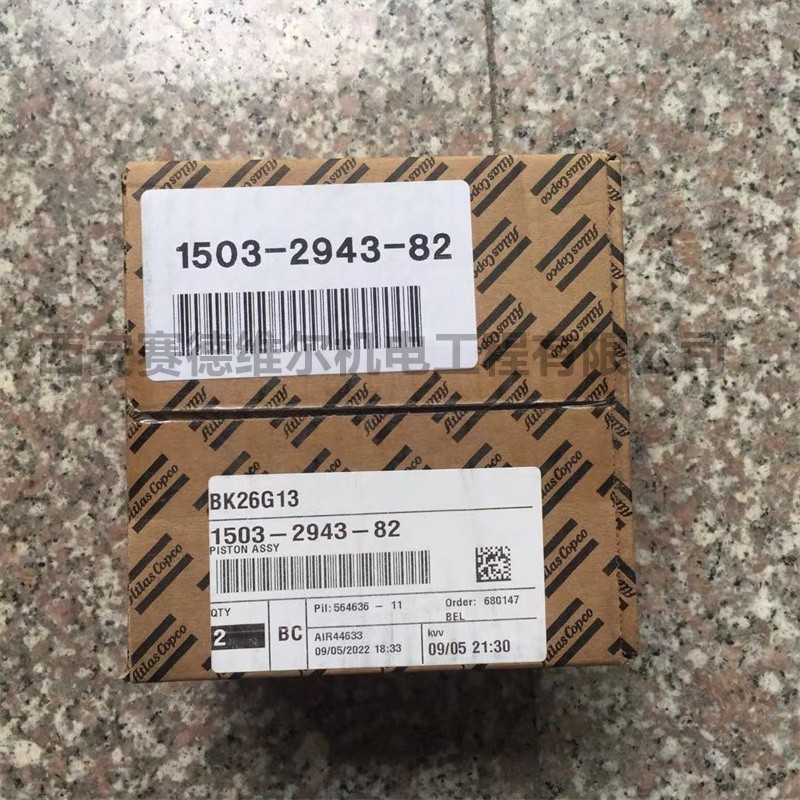 Atlas Copco
1503-2943-82
西安赛德维尔机电工程有限公司
BK26G13
1503-2943-82
PISTON ASSY
QTY
2
BC
Pil: 564636 - 11
Order: 680147
BEL
AIR44633
09/05/2022 18:33
kvv
09/05 21:30